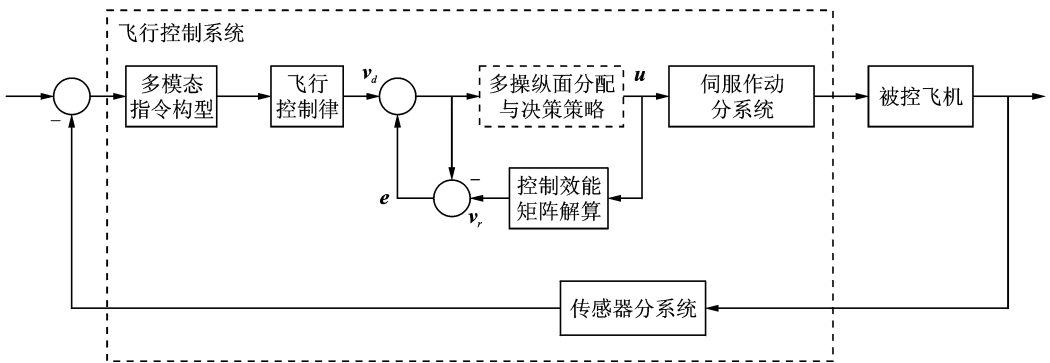 飞行控制系统
多模态
指令构型
飞行
控制律
v_d
多操纵面分配
与决策策略
u
伺服作动
分系统
被控飞机
−
e
−
v_r
控制效能
矩阵解算
传感器分系统